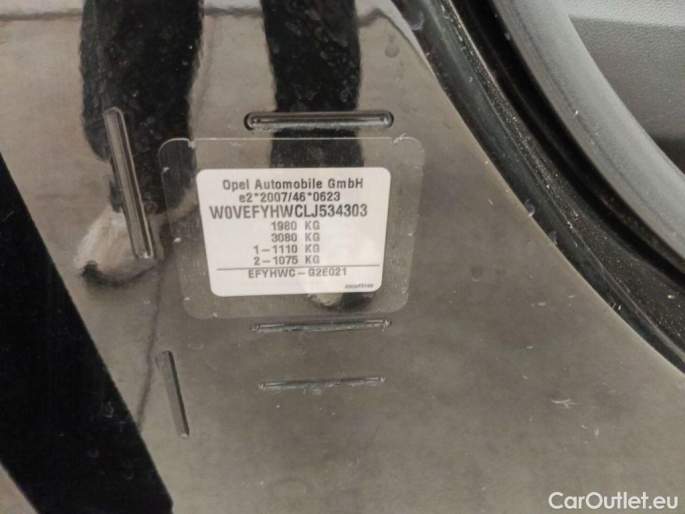 Opel Automobile GmbH
e2*2007/46*0623
W0VEFYHWCLJ534303
1980 KG
3080 KG
1-1110 KG
2-1075 KG
EFYHWC-G2E021
CarOutlet.eu